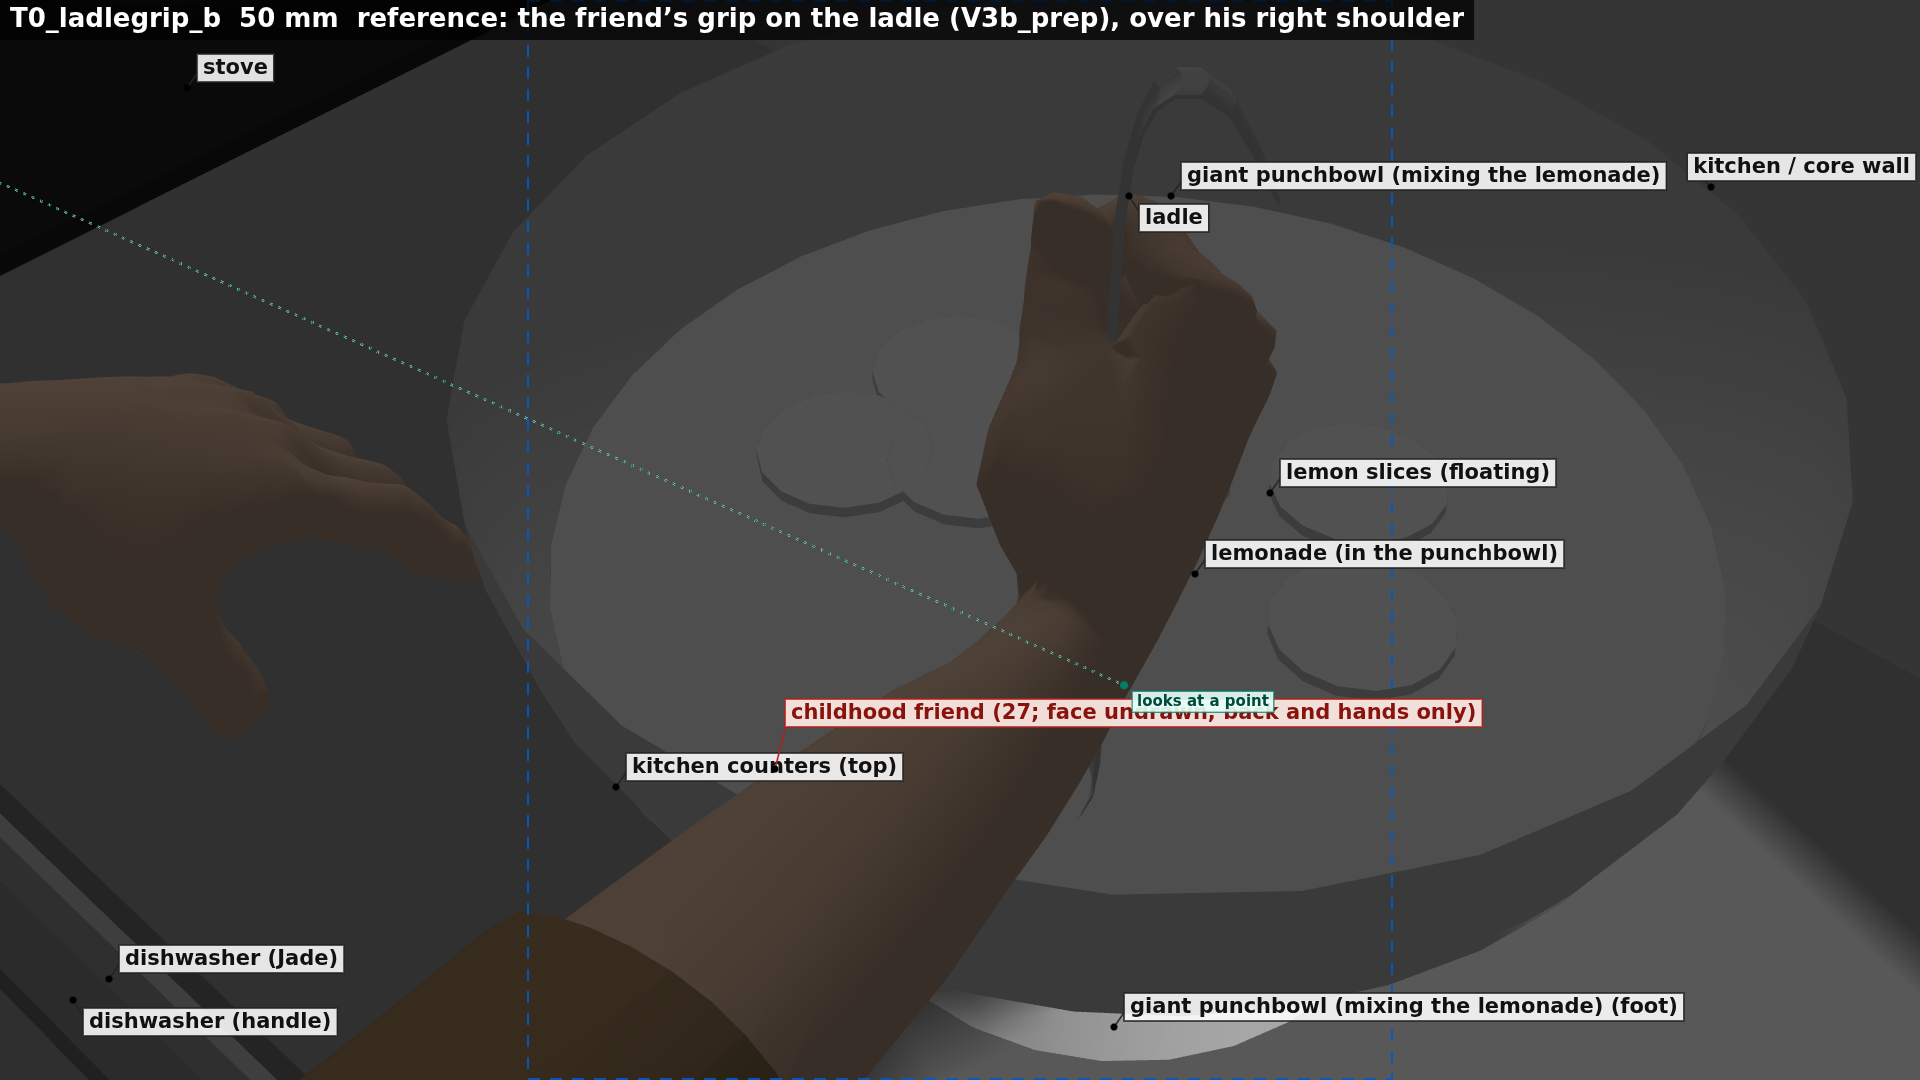 T0_ladlegrip_b 50 mm reference: the friend’s grip on the ladle (V3b_prep), over his right shoulder
stove
kitchen / core wall
giant punchbowl (mixing the lemonade)
ladle
lemon slices (floating)
lemonade (in the punchbowl)
looks at a point
childhood friend (27; face undrawn, back and hands only)
kitchen counters (top)
dishwasher (Jade)
giant punchbowl (mixing the lemonade) (foot)
dishwasher (handle)